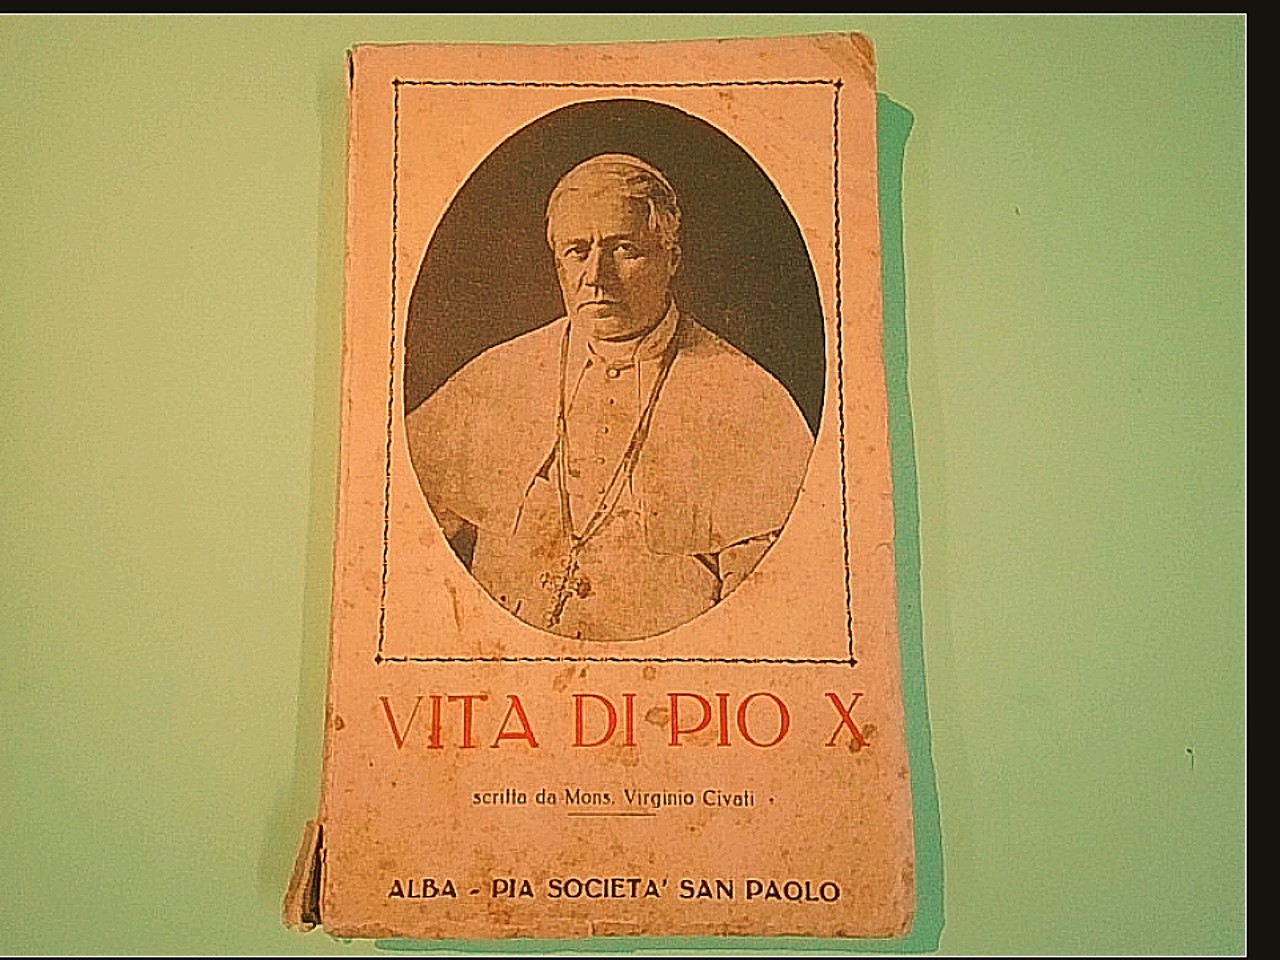 VITA DI PIO X
scritta da Mons. Virginio Civati
ALBA - PIA SOCIETA' SAN PAOLO